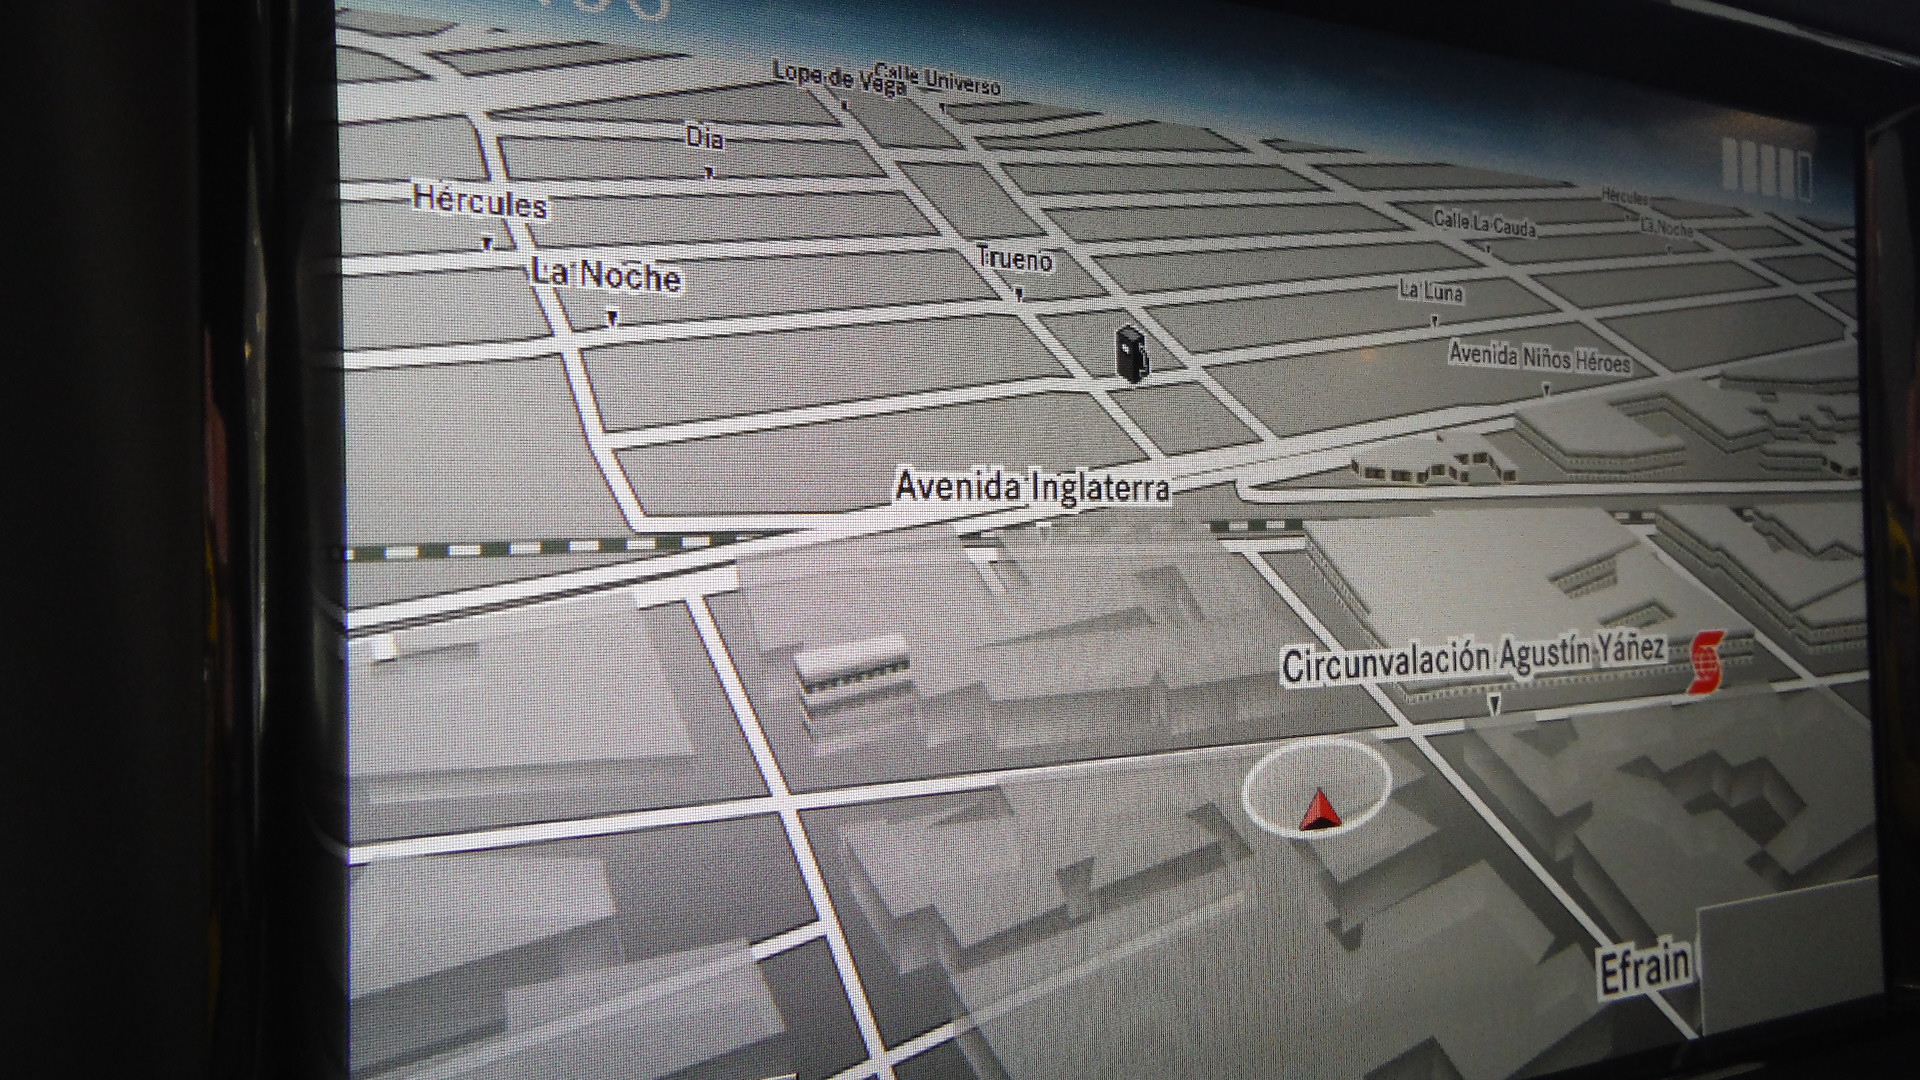 Lope de Vega
Calle Universo
Dia
Hércules
Hércules
Calle La Cauda
La Noche
Trueno
La Noche
La Luna
Avenida Niños Héroes
Avenida Inglaterra
Circunvalación Agustín Yáñez
Efrain